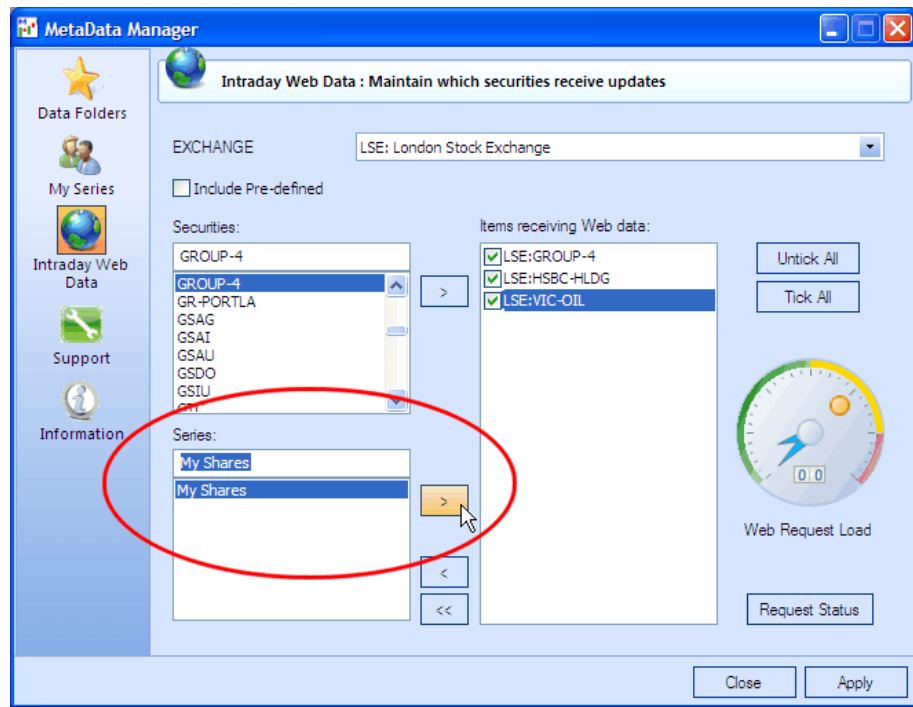 MetaData Manager
Data Folders
My Series
Intraday Web
Data
Support
Information
Intraday Web Data : Maintain which securities receive updates
EXCHANGE
LSE: London Stock Exchange
Include Pre-defined
Securities:
GROUP-4
GROUP-4
GR-PORTLA
GSAG
GSAI
GSAU
GSDO
GSIU
Series:
My Shares
My Shares
>
>
<
<<
Items receiving Web data:
LSE:GROUP-4
LSE:HSBC-HLDG
LSE:VIC-OIL
Untick All
Tick All
0 0
Web Request Load
Request Status
Close
Apply